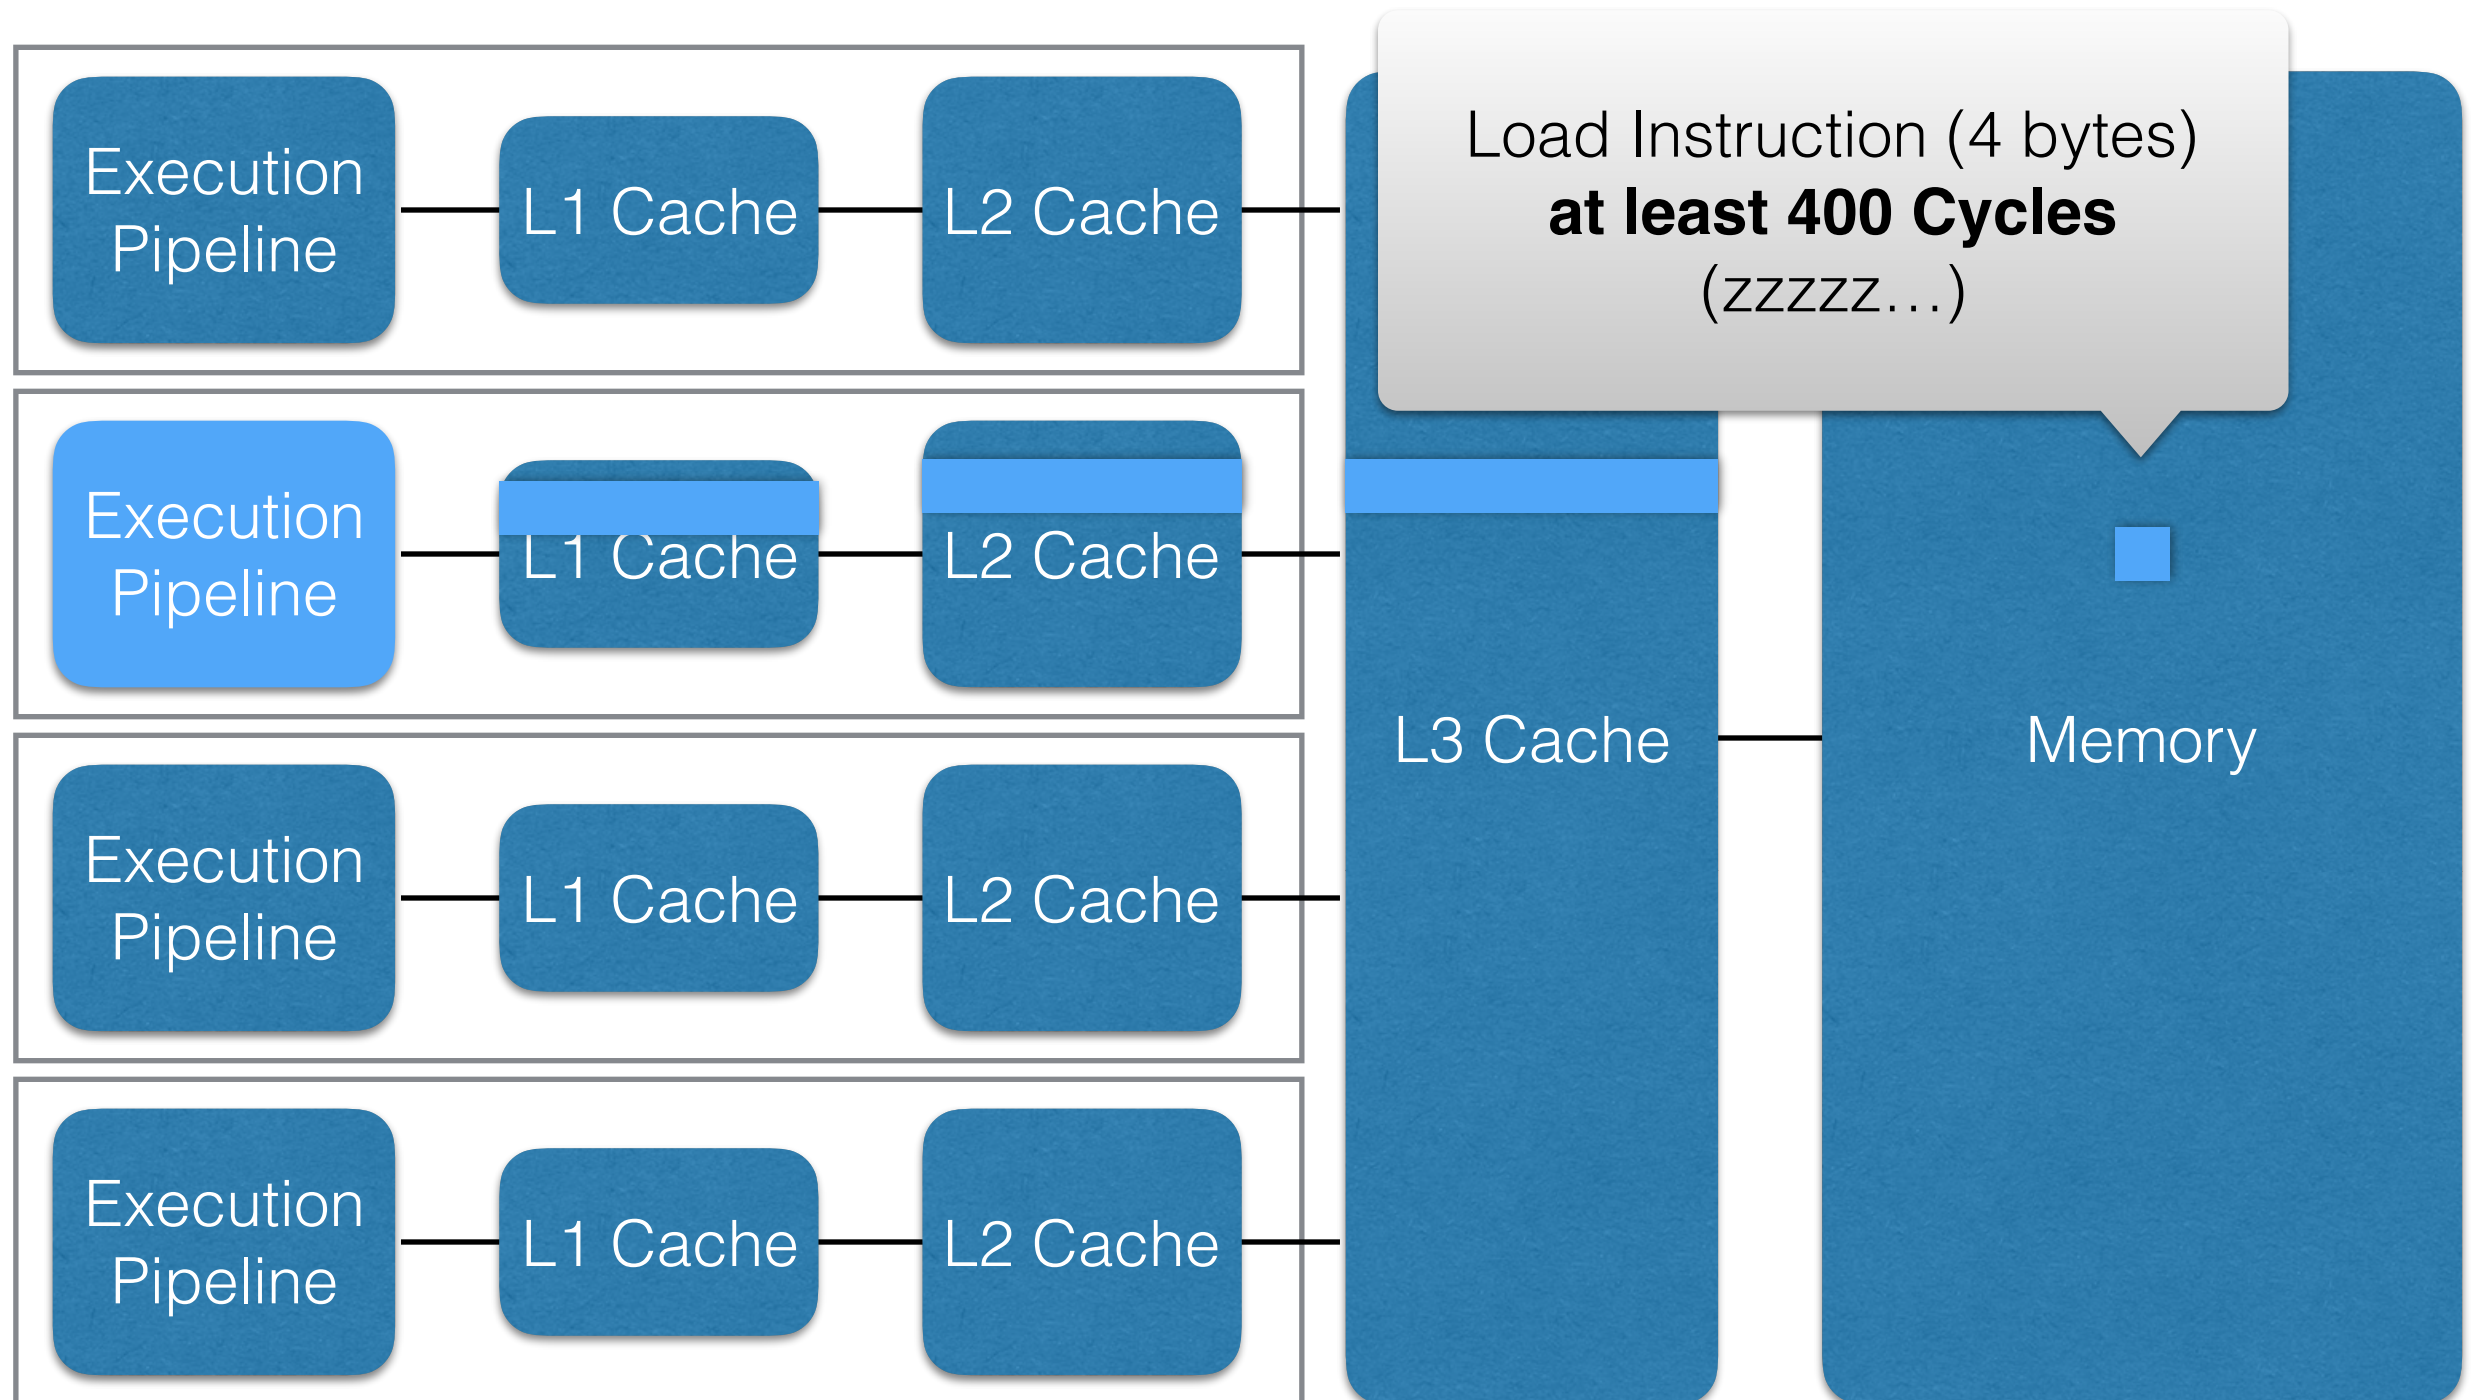 Load Instruction (4 bytes)
at least 400 Cycles
(zzzzz…)
Execution
Pipeline
L1 Cache
L2 Cache
Execution
Pipeline
L1 Cache
L2 Cache
Execution
Pipeline
L1 Cache
L2 Cache
Execution
Pipeline
L1 Cache
L2 Cache
L3 Cache
Memory